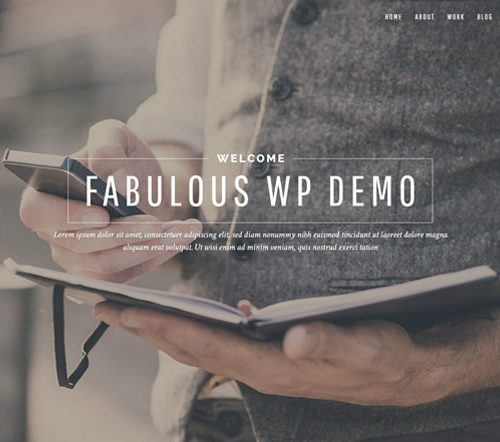 HOME ABOUT WORK BLOG
WELCOME
FABULOUS WP DEMO
Lorem ipsum dolor sit amet, consectetuer adipiscing elit, sed diam nonummy nibh euismod tincidunt ut laoreet dolore magna
aliquam erat volutpat. Ut wisi enim ad minim veniam, quis nostrud exerci tation